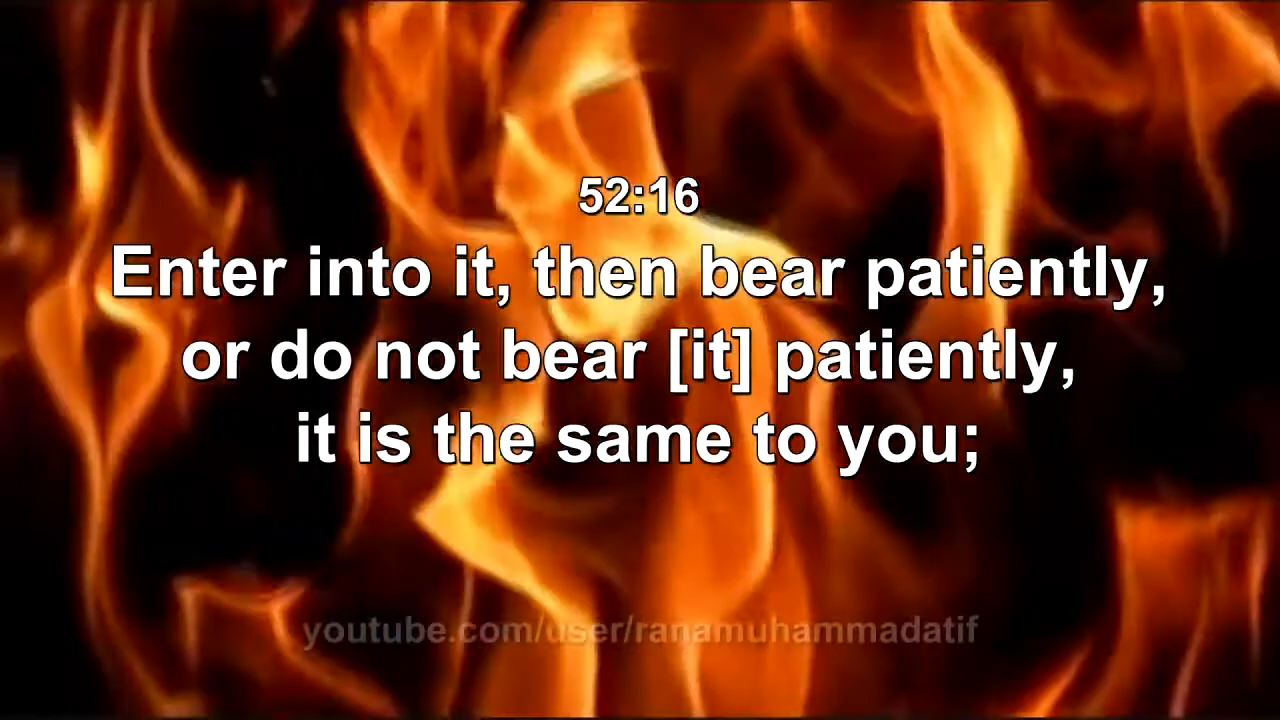 52:16
Enter into it, then bear patiently,
or do not bear [it] patiently,
it is the same to you;
youtube.com/user/ranamuhammadatif